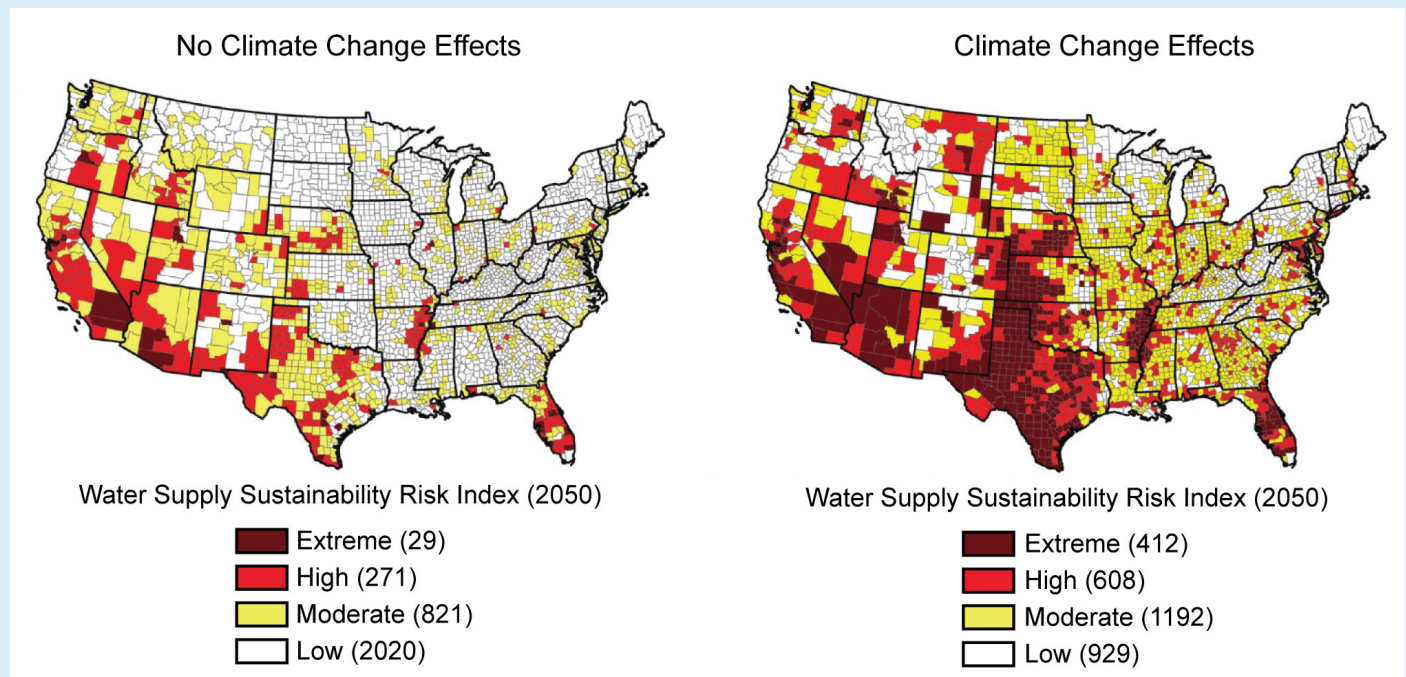 No Climate Change Effects
Water Supply Sustainability Risk Index (2050)
Extreme (29)
High (271)
Moderate (821)
Low (2020)
Climate Change Effects
Water Supply Sustainability Risk Index (2050)
Extreme (412)
High (608)
Moderate (1192)
Low (929)